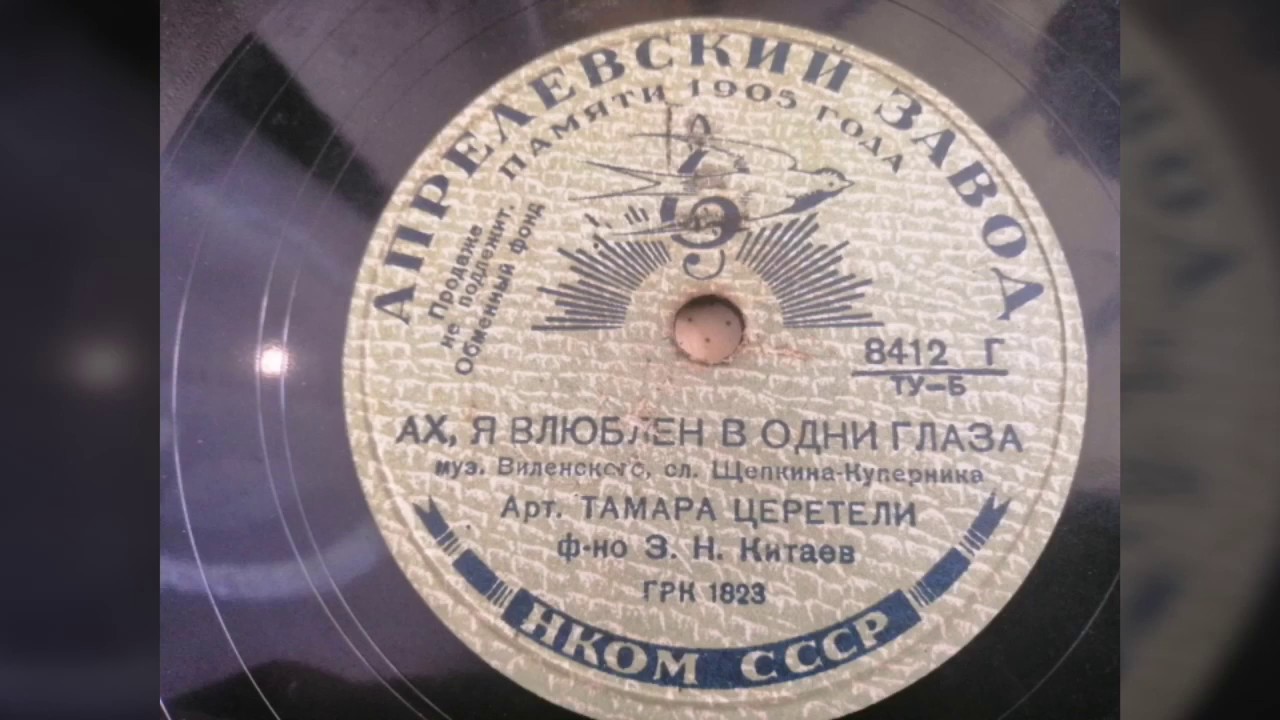 АПРЕЛЕВСКИЙ ЗАВОД
ПАМЯТИ 1905 ГОДА
Продаже
не подлежит.
Обменный фонд
8412 Г
ТУ—Б
АХ, Я ВЛЮБЛЕН В ОДНИ ГЛАЗА
муз. Виленского, сл. Щепкина-Куперника
Арт. ТАМАРА ЦЕРЕТЕЛИ
ф-но З. Н. Китаев
ГРК 1823
НКОМ СССР